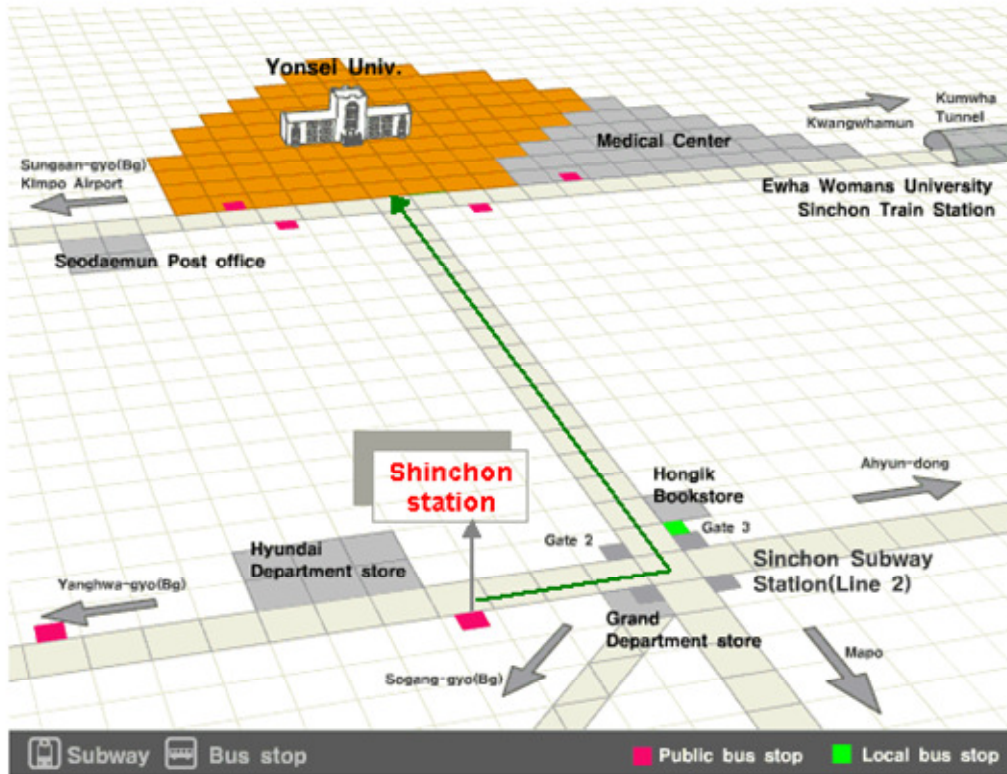 Yonsei Univ.
Medical Center
Kwangwhamun
Kumwha
Tunnel
Sungsan-gyo(Bg)
Kimpo Airport
Ewha Womans University
Sinchon Train Station
Seodaemun Post office
Shinchon
station
Hongik
Bookstore
Ahyun-dong
Gate 2
Gate 3
Hyundai
Department store
Sinchon Subway
Station(Line 2)
Yanghwa-gyo(Bg)
Grand
Department store
Mapo
Sogang-gyo(Bg)
Subway
Bus stop
Public bus stop
Local bus stop